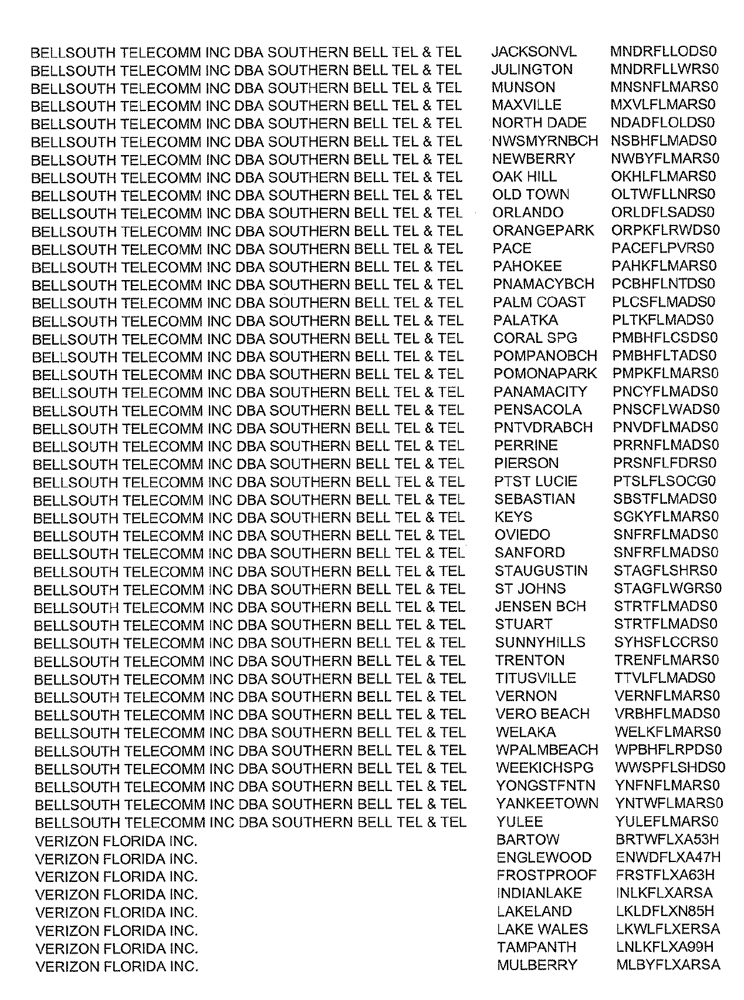 BELLSOUTH TELECOMM INC DBA SOUTHERN BELL TEL & TEL JACKSONVL MNDRFLLODS0
BELLSOUTH TELECOMM INC DBA SOUTHERN BELL TEL & TEL JULINGTON MNDRFLLWRS0
BELLSOUTH TELECOMM INC DBA SOUTHERN BELL TEL & TEL MUNSON MNSNFLMARS0
BELLSOUTH TELECOMM INC DBA SOUTHERN BELL TEL & TEL MAXVILLE MXVLFLMARS0
BELLSOUTH TELECOMM INC DBA SOUTHERN BELL TEL & TEL NORTH DADE NDADFLOLDS0
BELLSOUTH TELECOMM INC DBA SOUTHERN BELL TEL & TEL NWSMYRNBCH NSBHFLMADS0
BELLSOUTH TELECOMM INC DBA SOUTHERN BELL TEL & TEL NEWBERRY NWBYFLMARS0
BELLSOUTH TELECOMM INC DBA SOUTHERN BELL TEL & TEL OAK HILL OKHLFLMARS0
BELLSOUTH TELECOMM INC DBA SOUTHERN BELL TEL & TEL OLD TOWN OLTWFLLNRS0
BELLSOUTH TELECOMM INC DBA SOUTHERN BELL TEL & TEL ORLANDO ORLDFLSADS0
BELLSOUTH TELECOMM INC DBA SOUTHERN BELL TEL & TEL ORANGEPARK ORPKFLRWDS0
BELLSOUTH TELECOMM INC DBA SOUTHERN BELL TEL & TEL PACE PACEFLPVRS0
BELLSOUTH TELECOMM INC DBA SOUTHERN BELL TEL & TEL PAHOKEE PAHKFLMARS0
BELLSOUTH TELECOMM INC DBA SOUTHERN BELL TEL & TEL PNAMACYBCH PCBHFLNTDS0
BELLSOUTH TELECOMM INC DBA SOUTHERN BELL TEL & TEL PALM COAST PLCSFLMADS0
BELLSOUTH TELECOMM INC DBA SOUTHERN BELL TEL & TEL PALATKA PLTKFLMADS0
BELLSOUTH TELECOMM INC DBA SOUTHERN BELL TEL & TEL CORAL SPG PMBHFLCSDS0
BELLSOUTH TELECOMM INC DBA SOUTHERN BELL TEL & TEL POMPANOBCH PMBHFLTADS0
BELLSOUTH TELECOMM INC DBA SOUTHERN BELL TEL & TEL POMONAPARK PMPKFLMARS0
BELLSOUTH TELECOMM INC DBA SOUTHERN BELL TEL & TEL PANAMACITY PNCYFLMADS0
BELLSOUTH TELECOMM INC DBA SOUTHERN BELL TEL & TEL PENSACOLA PNSCFLWADS0
BELLSOUTH TELECOMM INC DBA SOUTHERN BELL TEL & TEL PNTVDRABCH PNVDFLMADS0
BELLSOUTH TELECOMM INC DBA SOUTHERN BELL TEL & TEL PERRINE PRRNFLMADS0
BELLSOUTH TELECOMM INC DBA SOUTHERN BELL TEL & TEL PIERSON PRSNFLFDRS0
BELLSOUTH TELECOMM INC DBA SOUTHERN BELL TEL & TEL PTST LUCIE PTSLFLSOCG0
BELLSOUTH TELECOMM INC DBA SOUTHERN BELL TEL & TEL SEBASTIAN SBSTFLMADS0
BELLSOUTH TELECOMM INC DBA SOUTHERN BELL TEL & TEL KEYS SGKYFLMARS0
BELLSOUTH TELECOMM INC DBA SOUTHERN BELL TEL & TEL OVIEDO SNFRFLMADS0
BELLSOUTH TELECOMM INC DBA SOUTHERN BELL TEL & TEL SANFORD SNFRFLMADS0
BELLSOUTH TELECOMM INC DBA SOUTHERN BELL TEL & TEL STAUGUSTIN STAGFLSHRS0
BELLSOUTH TELECOMM INC DBA SOUTHERN BELL TEL & TEL ST JOHNS STAGFLWGRS0
BELLSOUTH TELECOMM INC DBA SOUTHERN BELL TEL & TEL JENSEN BCH STRTFLMADS0
BELLSOUTH TELECOMM INC DBA SOUTHERN BELL TEL & TEL STUART STRTFLMADS0
BELLSOUTH TELECOMM INC DBA SOUTHERN BELL TEL & TEL SUNNYHILLS SYHSFLCCRS0
BELLSOUTH TELECOMM INC DBA SOUTHERN BELL TEL & TEL TRENTON TRENFLMARS0
BELLSOUTH TELECOMM INC DBA SOUTHERN BELL TEL & TEL TITUSVILLE TTVLFLMADS0
BELLSOUTH TELECOMM INC DBA SOUTHERN BELL TEL & TEL VERNON VERNFLMARS0
BELLSOUTH TELECOMM INC DBA SOUTHERN BELL TEL & TEL VERO BEACH VRBHFLMADS0
BELLSOUTH TELECOMM INC DBA SOUTHERN BELL TEL & TEL WELAKA WELKFLMARS0
BELLSOUTH TELECOMM INC DBA SOUTHERN BELL TEL & TEL WPALMBEACH WPBHFLRPDS0
BELLSOUTH TELECOMM INC DBA SOUTHERN BELL TEL & TEL WEEKICHSPG WWSPFLSHDS0
BELLSOUTH TELECOMM INC DBA SOUTHERN BELL TEL & TEL YONGSTFNTN YNFNFLMARS0
BELLSOUTH TELECOMM INC DBA SOUTHERN BELL TEL & TEL YANKEETOWN YNTWFLMARS0
BELLSOUTH TELECOMM INC DBA SOUTHERN BELL TEL & TEL YULEE YULEFLMARS0
VERIZON FLORIDA INC. BARTOW BRTWFLXA53H
VERIZON FLORIDA INC. ENGLEWOOD ENWDFLXA47H
VERIZON FLORIDA INC. FROSTPROOF FRSTFLXA63H
VERIZON FLORIDA INC. INDIANLAKE INLKFLXARSA
VERIZON FLORIDA INC. LAKELAND LKLDFLXN85H
VERIZON FLORIDA INC. LAKE WALES LKWLFLXERSA
VERIZON FLORIDA INC. TAMPANTH LNLKFLXA99H
VERIZON FLORIDA INC. MULBERRY MLBYFLXARSA